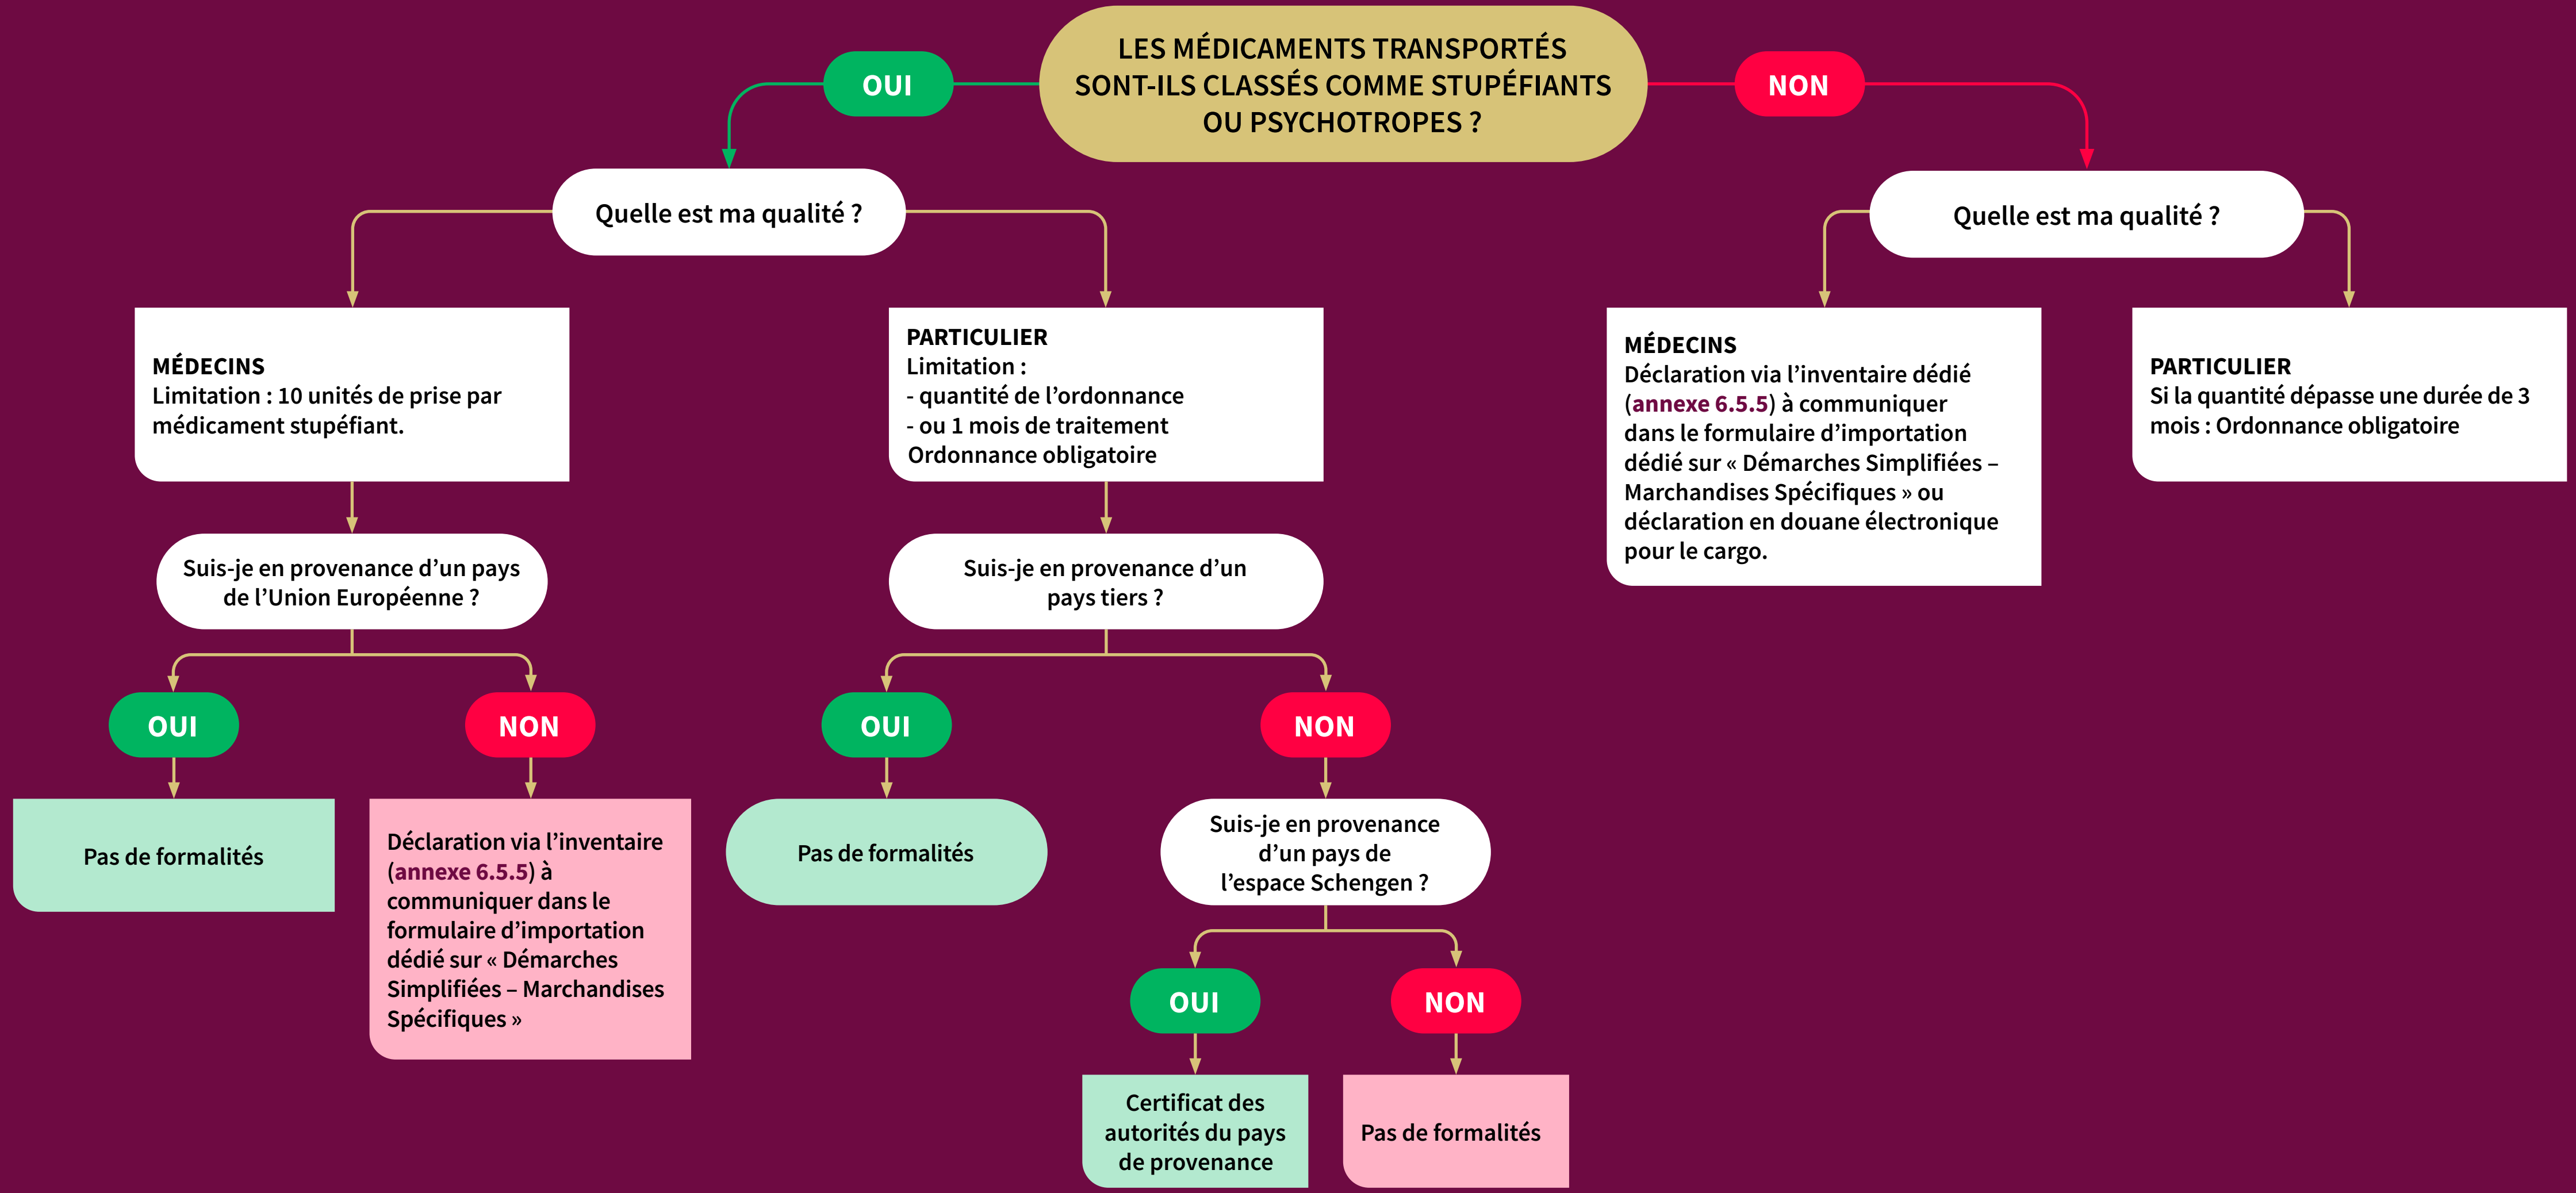 LES MÉDICAMENTS TRANSPORTÉS
SONT-ILS CLASSÉS COMME STUPÉFIANTS
OU PSYCHOTROPES ?
OUI
NON
Quelle est ma qualité ?
Quelle est ma qualité ?
MÉDECINS
Limitation : 10 unités de prise par
médicament stupéfiant.
PARTICULIER
Limitation :
- quantité de l’ordonnance
- ou 1 mois de traitement
Ordonnance obligatoire
MÉDECINS
Déclaration via l’inventaire dédié
(annexe 6.5.5) à communiquer
dans le formulaire d’importation
dédié sur « Démarches Simplifiées –
Marchandises Spécifiques » ou
déclaration en douane électronique
pour le cargo.
PARTICULIER
Si la quantité dépasse une durée de 3
mois : Ordonnance obligatoire
Suis-je en provenance d’un pays
de l’Union Européenne ?
Suis-je en provenance d’un
pays tiers ?
OUI
NON
OUI
NON
Pas de formalités
Déclaration via l’inventaire
(annexe 6.5.5) à
communiquer dans le
formulaire d’importation
dédié sur « Démarches
Simplifiées – Marchandises
Spécifiques »
Pas de formalités
Suis-je en provenance
d’un pays de
l’espace Schengen ?
OUI
NON
Certificat des
autorités du pays
de provenance
Pas de formalités